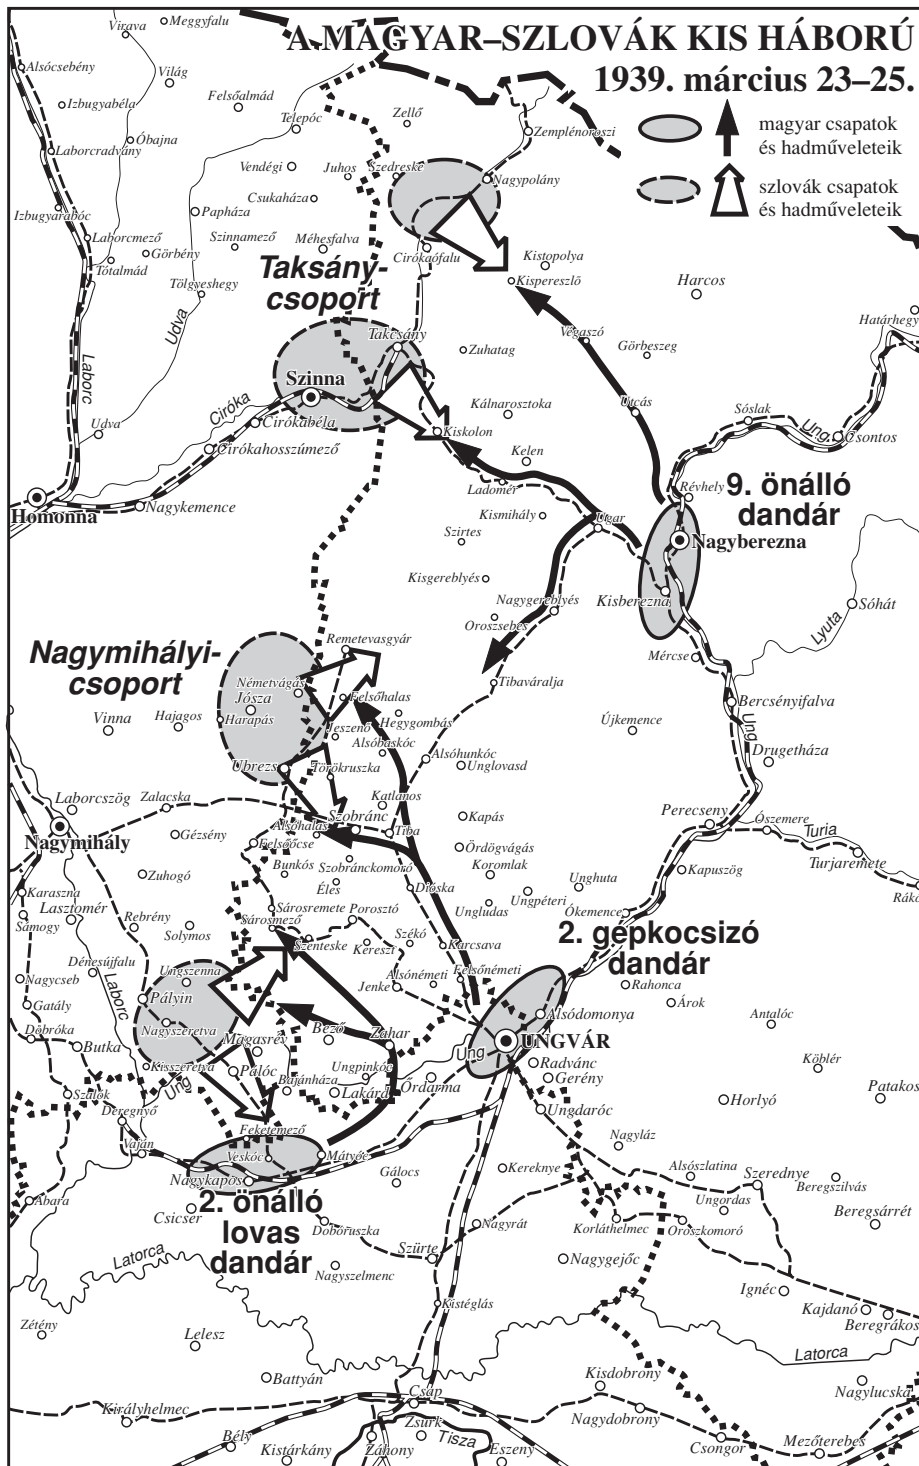 A MAGYAR–SZLOVÁK KIS HÁBORÚ
1939. március 23–25.
magyar csapatok
és hadműveleteik
szlovák csapatok
és hadműveleteik
Virava
Meggyfalu
Alsócsebény
Világ
Izbugyabéla
Felsőalmád
Telepóc
Zellő
Zemplénoroszi
Óbajna
Laborcradvány
Vendégi
Juhos
Szedreske
Nagypolány
Csukaháza
Izbugyarabóc
Papháza
Laborcmező
Görbény
Szinnamező
Méhesfalva
Cirókaófalu
Kistopolya
Tótalmád
Tölgyeshegy
Taksány-
csoport
Kispereszló
Harcos
Udva
Határhegy
Takcsány
Végaszó
Zuhatag
Görbeszeg
Laborc
Szinna
Ciróka
Kálnarosztoka
Utcás
Sóslak
Udva
Cirókabéla
Kiskolon
Ung
Csontos
Cirókahosszúmező
Kelen
Ladomér
Révhely
9. önálló
dandár
Homonna
Nagykemence
Kismihály
Ugar
Szirtes
Nagyberezna
Kisgereblyés
Nagygereblyés
Kisberezna
Sóhát
Oroszsebes
Lyuta
Remetevasgyár
Nagymihályi-
csoport
Mércse
Németvágás
Tibaváralja
Jósza
Felsőhalas
Bercsényifalva
Vinna
Hajagos
Harapás
Hegygombás
Újkemence
Ung
Jeszenő
Alsóbaskóc
Drugetháza
Ubrezs
Törökruszka
Alsóhunkóc
Unglovasd
Laborcszög
Zalacska
Katlanos
Perecseny
Nagymihály
Gézsény
Alsóhalas
Szobránc
Tiba
Kapás
Őszemere
Turia
Felsőőcse
Ördögvágás
Turjaremete
Bunkós
Szobránckomoró
Koromlak
Kapuszög
Zuhogó
Éles
Dióska
Unghuta
Karaszna
Ungpéteri
Rákó
Sámogy
Lasztomér
Rebrény
Sárosremete
Porosztó
Ungludas
Ökemence
Solymos
Sárosmező
Szenteske
Székó
Kereszt
Karcsava
2. gépkocsizó
dandár
Dénesújfalu
Nagycseb
Ungszenna
Alsónémeti
Felsőnémeti
Jenke
Rahonca
Gatály
Laborc
Pályin
Árok
Alsódomonya
Antalóc
Dobróka
Butka
Nagyszeretva
Magasrév
Bező
Zahar
Ung
UNGVÁR
Kisszeretva
Palóc
Ungpinkóc
Radvánc
Köblér
Ung
Bajánháza
Lakárd
Ördarma
Gerény
Patakos
Szalók
Horlyó
Deregnyő
Ungdaróc
Feketemező
Nagyláz
Vaján
Veskóc
Mátyóc
Kereknye
Alsószlatina
Szerednye
Nagykapos
Gálocs
Beregszilvás
Abara
Csicser
2. önálló
lovas
dandár
Ungordas
Nagyrát
Korláthelmec
Oroszkomoró
Beregsárrét
Dobóruszka
Szürte
Latorca
Nagyszelmenc
Nagygejőc
Ignéc
Kistéglás
Kajdanó
Zétény
Beregrákos
Lelesz
Latorca
Battyán
Kisdobrony
Nagylucska
Csap
Királyhelmec
Nagydobrony
Bély
Zsurk
Tisza
Csongor
Kistárkány
Záhony
Eszeny
Mezőterebes